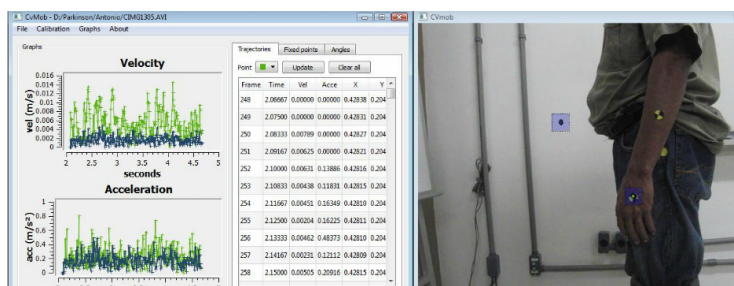 CvMob - D:/Parkinson/Antonio/CIMG1305.AVI
File Calibration Graphs About
Graphs
Velocity
0.016
0.014
0.012
0.010
0.008
0.006
0.004
0.002
0
vel (m/s)
2 2.5 3 3.5 4 4.5 5
seconds
Acceleration
1
0.8
0.6
0.4
0.2
0
acc (m/s²)
Trajectories Fixed points Angles
Point Update Clear all
Frame Time Vel Acce X Y
248 2.06667 0.00000 0.00000 0.42838 0.204
249 2.07500 0.00000 0.00000 0.42831 0.204
250 2.08333 0.00789 0.00000 0.42827 0.204
251 2.09167 0.00625 0.00000 0.42821 0.204
252 2.10000 0.00631 0.13886 0.42816 0.204
253 2.10833 0.00438 0.11831 0.42815 0.204
254 2.11667 0.00451 0.16349 0.42810 0.204
255 2.12500 0.00204 0.16225 0.42811 0.204
256 2.13333 0.00462 0.48373 0.42810 0.204
257 2.14167 0.00231 0.12112 0.42809 0.204
258 2.15000 0.00505 0.20916 0.42815 0.204
CVmob